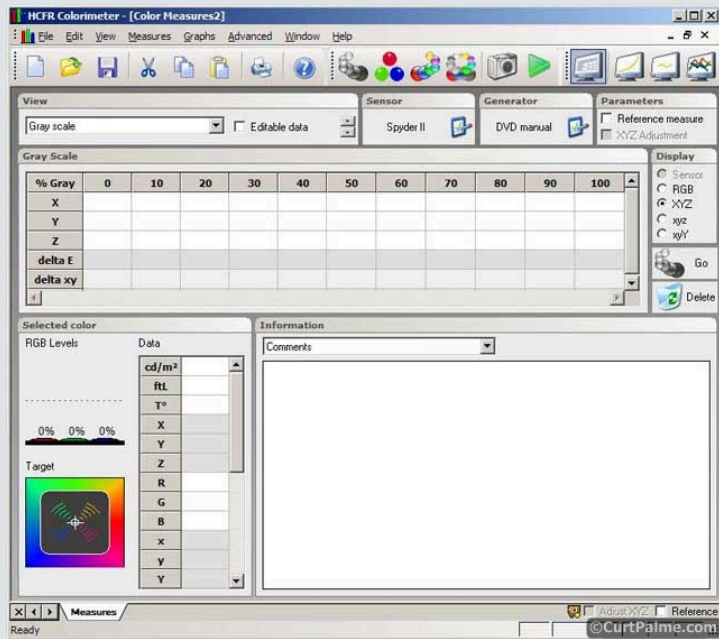 HCFR Colorimeter - [Color Measures2]
File Edit View Measures Graphs Advanced Window Help
View
Sensor
Generator
Parameters
Gray scale
Editable data
Spyder II
DVD manual
Reference measure
XYZ Adjustment
Gray Scale
Display
% Gray 0 10 20 30 40 50 60 70 80 90 100
X
Y
Z
delta E
delta xy
Sensor
RGB
XYZ
xyz
xyY
Go
Delete
Selected color
Information
RGB Levels
Data
Comments
cd/m²
ftL
T°
X
Y
Z
R
G
B
x
y
Y
0% 0% 0%
Target
Measures
Adjust XYZ
Reference
Ready
©CurtPalme.com